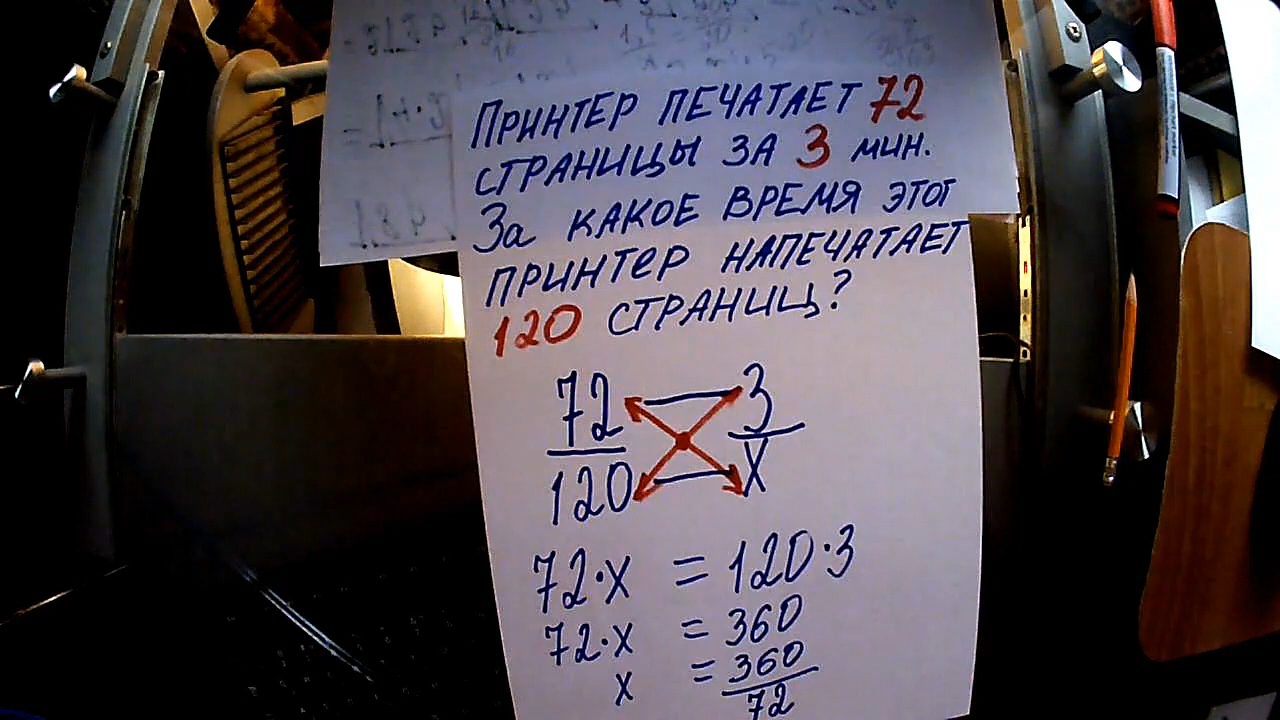 ПРИНТЕР ПЕЧАТАЕТ 72
СТРАНИЦЫ ЗА 3 МИН.
За КАКОЕ ВРЕМЯ ЭТОТ
ПРИНТЕР НАПЕЧАТАЕТ
120 СТРАНИЦ?
72 3
120 X
72·X = 120·3
72·X = 360
X = 360
72